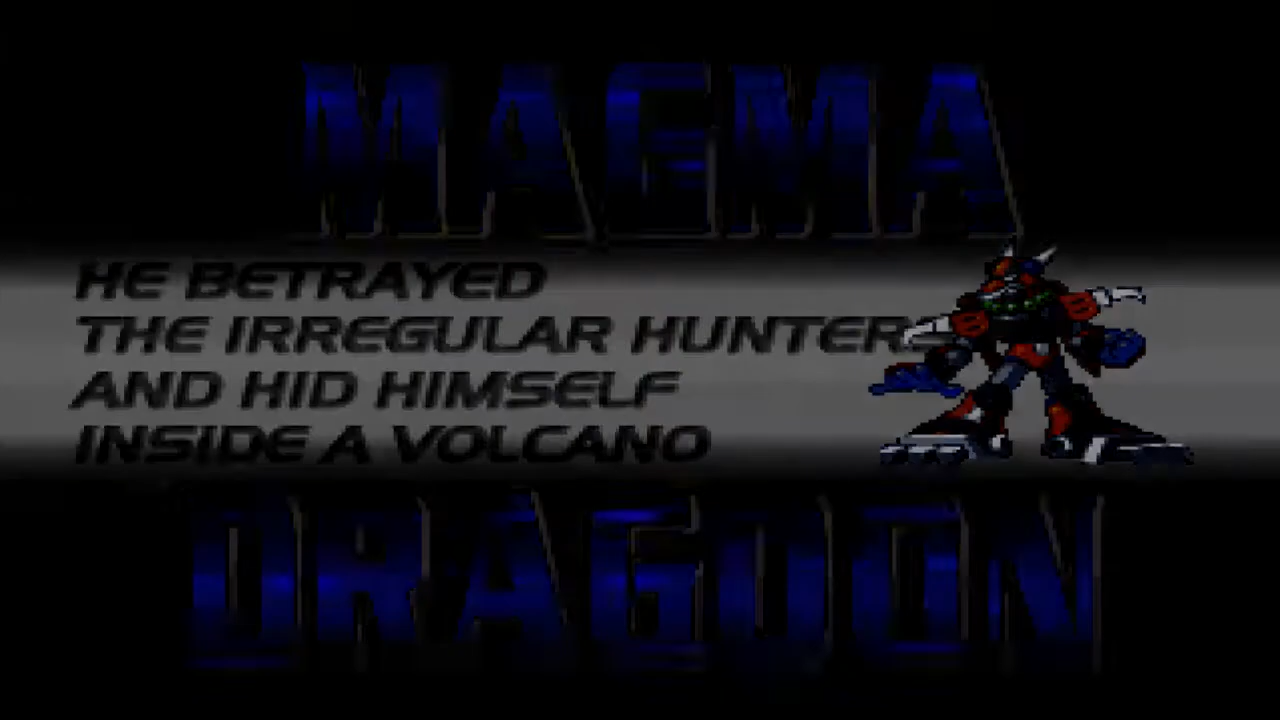 MAGMA
HE BETRAYED
THE IRREGULAR HUNTERS
AND HID HIMSELF
INSIDE A VOLCANO
DRAGOON